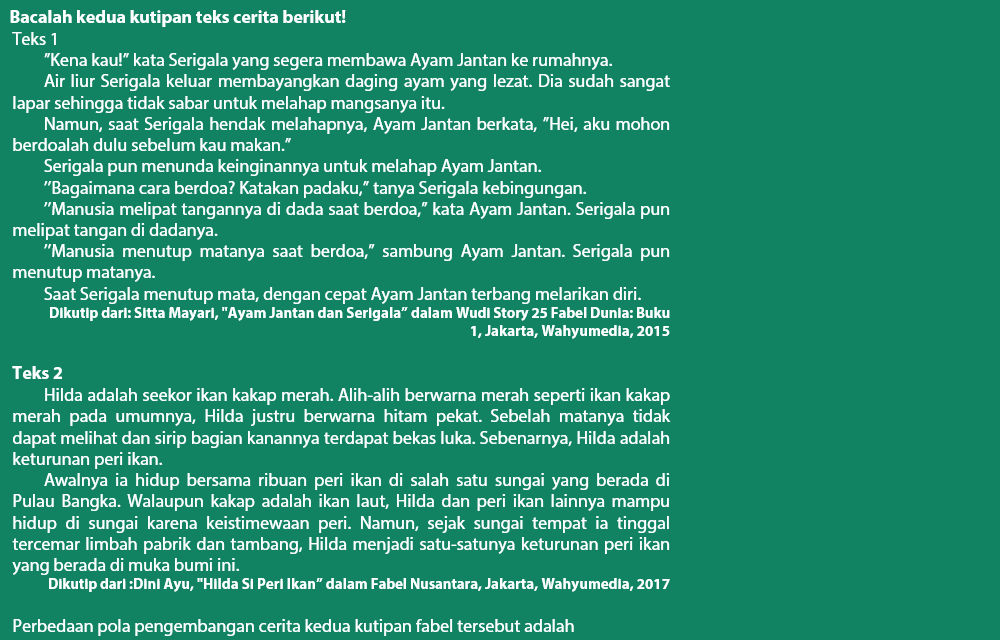 Bacalah kedua kutipan teks cerita berikut!
Teks 1
”Kena kau!” kata Serigala yang segera membawa Ayam Jantan ke rumahnya.
Air liur Serigala keluar membayangkan daging ayam yang lezat. Dia sudah sangat
lapar sehingga tidak sabar untuk melahap mangsanya itu.
Namun, saat Serigala hendak melahapnya, Ayam Jantan berkata, ”Hei, aku mohon
berdoalah dulu sebelum kau makan.”
Serigala pun menunda keinginannya untuk melahap Ayam Jantan.
”Bagaimana cara berdoa? Katakan padaku,” tanya Serigala kebingungan.
”Manusia melipat tangannya di dada saat berdoa,” kata Ayam Jantan. Serigala pun
melipat tangan di dadanya.
”Manusia menutup matanya saat berdoa,” sambung Ayam Jantan. Serigala pun
menutup matanya.
Saat Serigala menutup mata, dengan cepat Ayam Jantan terbang melarikan diri.
Dikutip dari: Sitta Mayari, "Ayam Jantan dan Serigala” dalam Wudi Story 25 Fabel Dunia: Buku
1, Jakarta, Wahyumedia, 2015
Teks 2
Hilda adalah seekor ikan kakap merah. Alih-alih berwarna merah seperti ikan kakap
merah pada umumnya, Hilda justru berwarna hitam pekat. Sebelah matanya tidak
dapat melihat dan sirip bagian kanannya terdapat bekas luka. Sebenarnya, Hilda adalah
keturunan peri ikan.
Awalnya ia hidup bersama ribuan peri ikan di salah satu sungai yang berada di
Pulau Bangka. Walaupun kakap adalah ikan laut, Hilda dan peri ikan lainnya mampu
hidup di sungai karena keistimewaan peri. Namun, sejak sungai tempat ia tinggal
tercemar limbah pabrik dan tambang, Hilda menjadi satu-satunya keturunan peri ikan
yang berada di muka bumi ini.
Dikutip dari :Dini Ayu, "Hilda Si Peri Ikan” dalam Fabel Nusantara, Jakarta, Wahyumedia, 2017
Perbedaan pola pengembangan cerita kedua kutipan fabel tersebut adalah